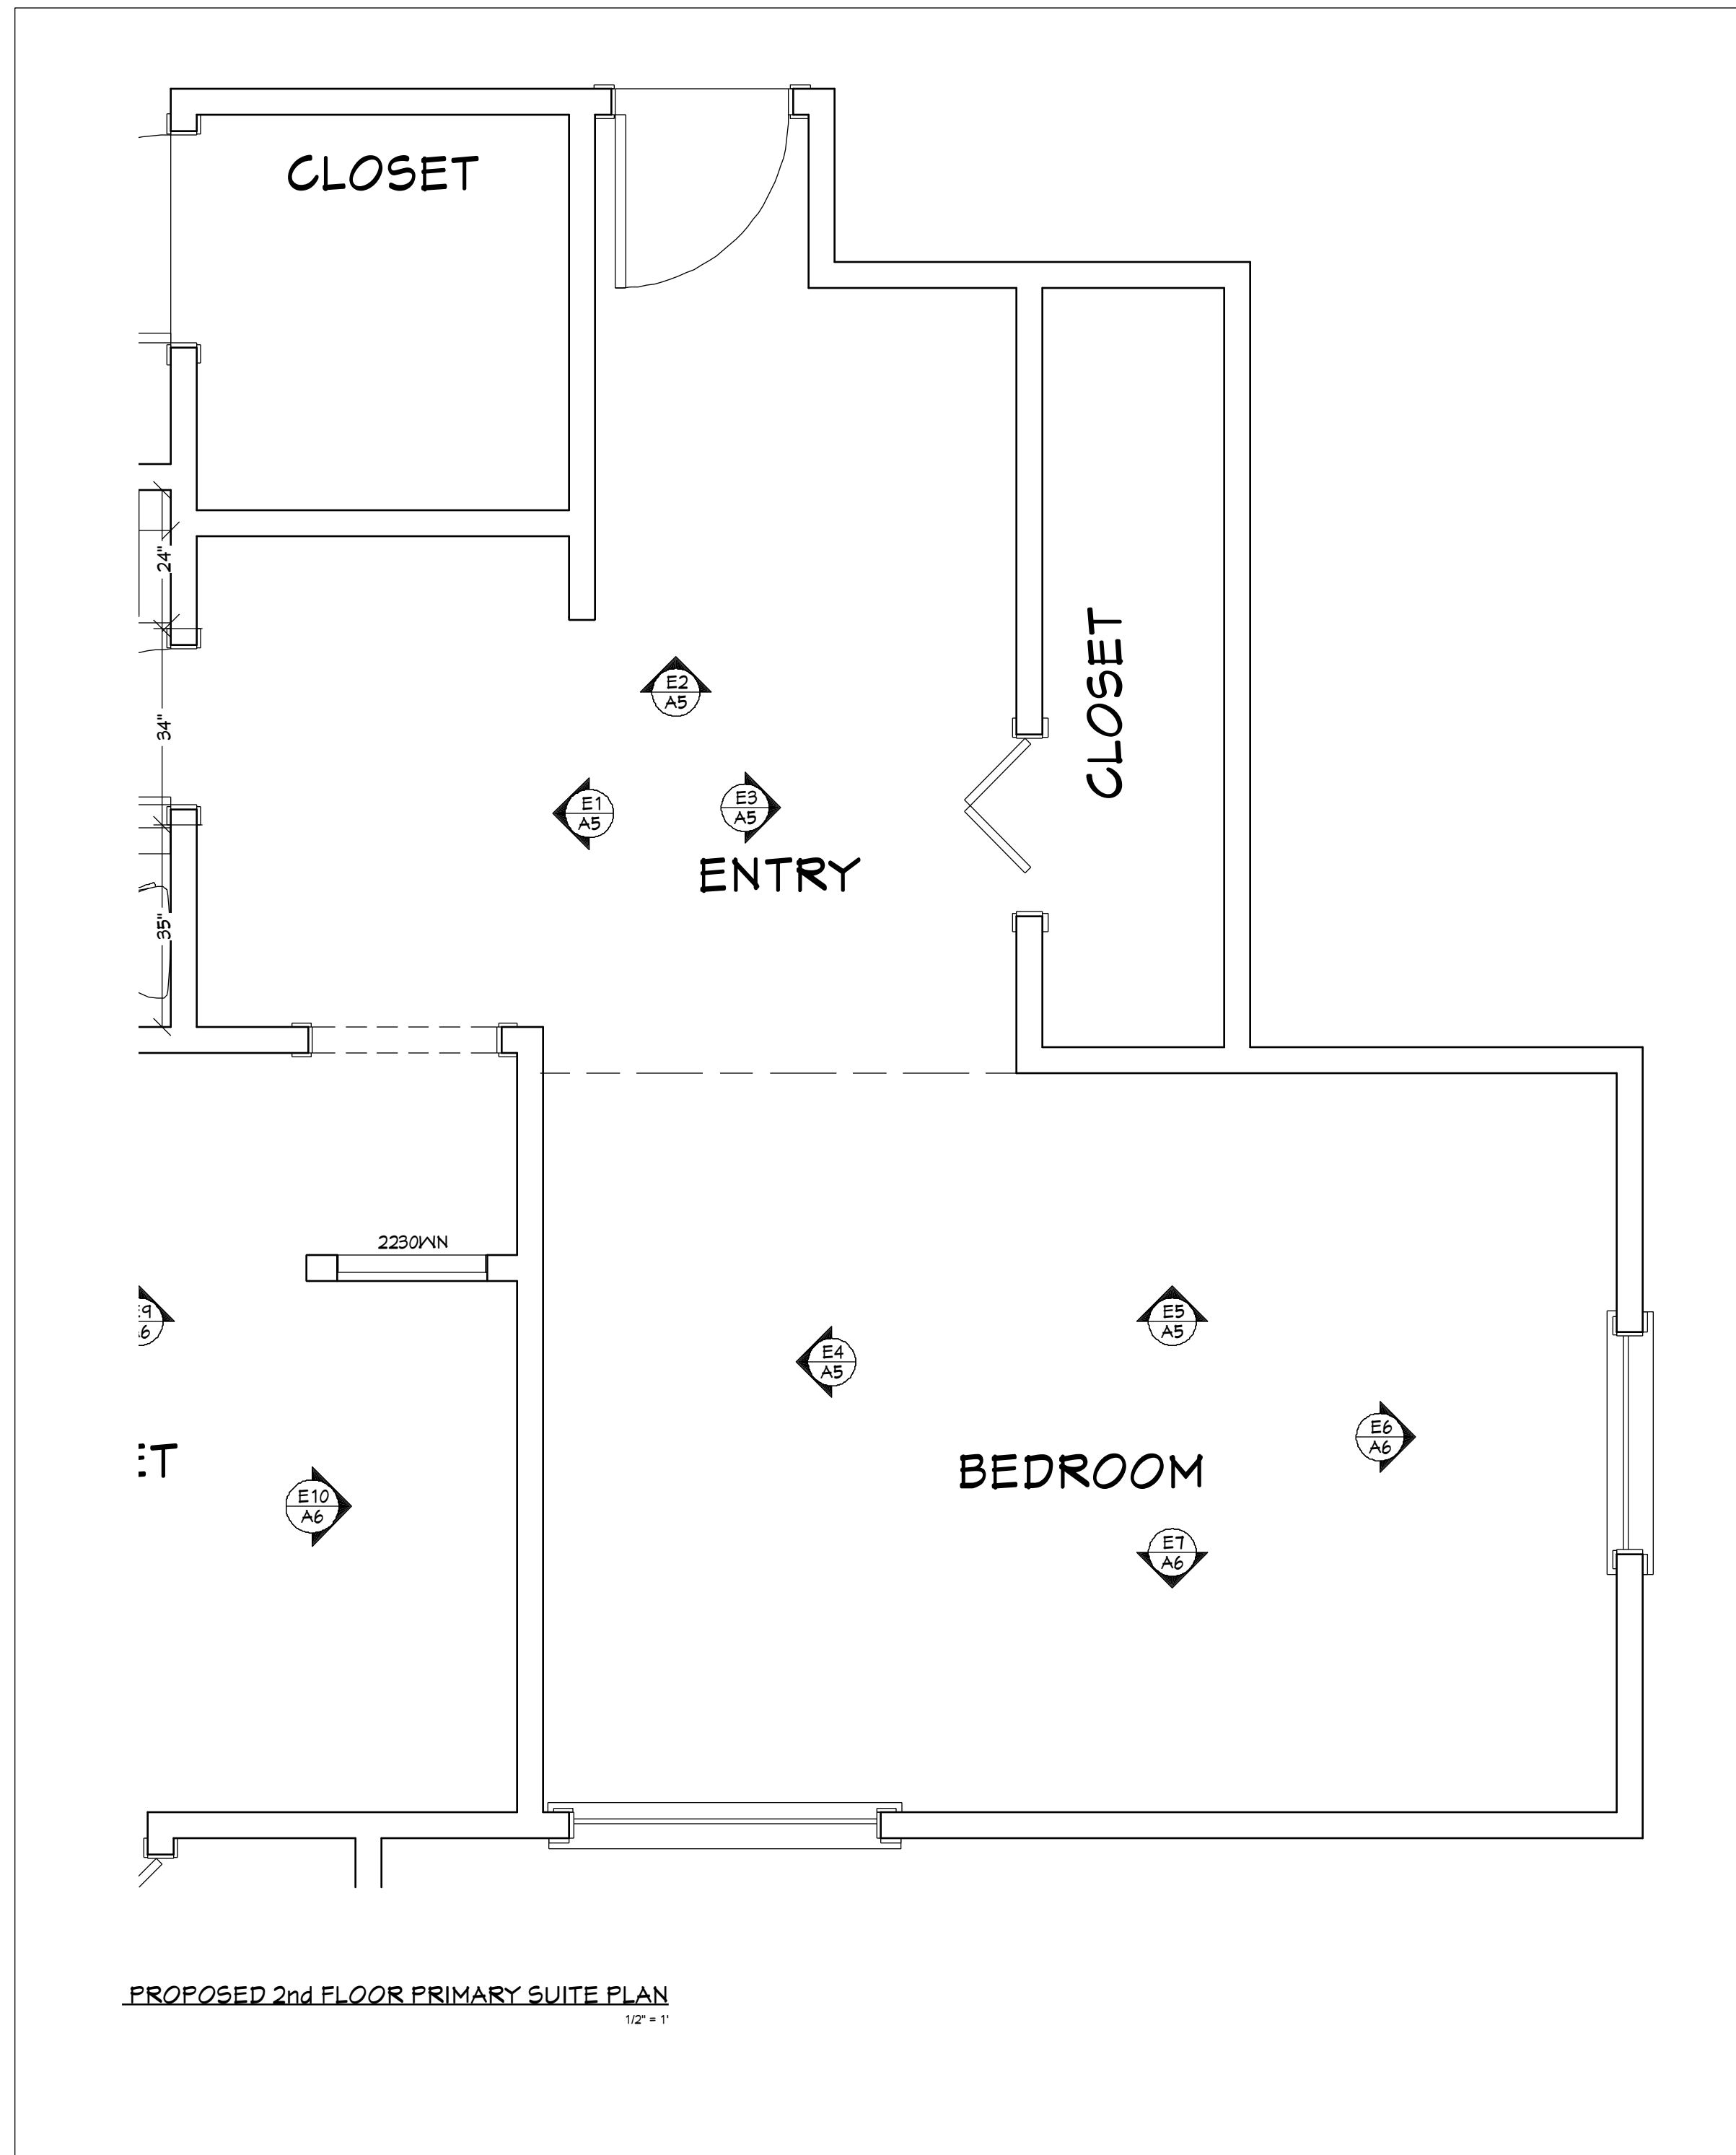 CLOSET
24"
34"
35"
CLOSET
E2
A5
E1
A5
E3
A5
ENTRY
2230WN
E5
A5
E4
A5
E6
A6
BEDROOM
E10
A6
E7
A6
PROPOSED 2nd FLOOR PRIMARY SUITE PLAN
1/2" = 1'